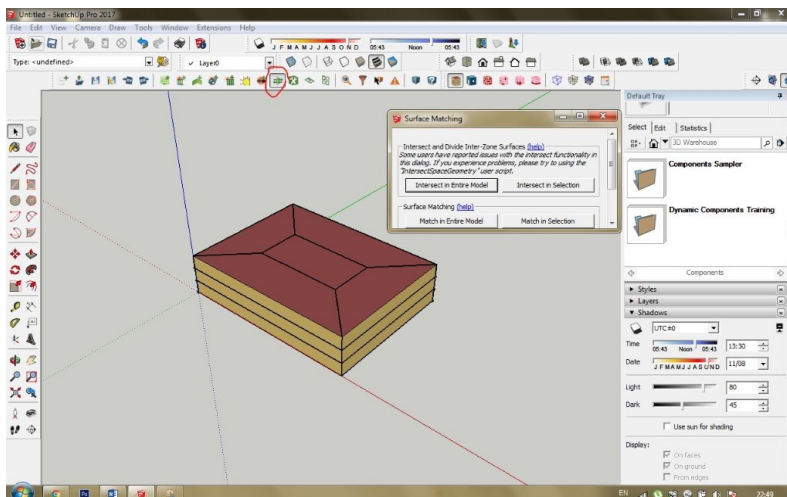 Untitled - SketchUp Pro 2017
File Edit View Camera Draw Tools Window Extensions Help
J F M A M J J A S O N D 05:43 Noon 05:43
Type: <undefined>
Layer0
Default Tray
Surface Matching
Select Edit Statistics
3D Warehouse
Intersect and Divide Inter-Zone Surfaces (help)
Some users have reported issues with the intersect functionality in
this dialog. If you experience problems, please try to using the
"IntersectSpaceGeometry" user script.
Intersect in Entire Model Intersect in Selection
Surface Matching (help)
Match in Entire Model Match in Selection
Components Sampler
Dynamic Components Training
Components
Styles
Layers
Shadows
UTC±0
Time 05:43 Noon 05:43 13:30
Date J F M A M J J A S O N D 11/08
Light 80
Dark 45
Use sun for shading
Display:
On faces
On ground
From edges
EN 22:49